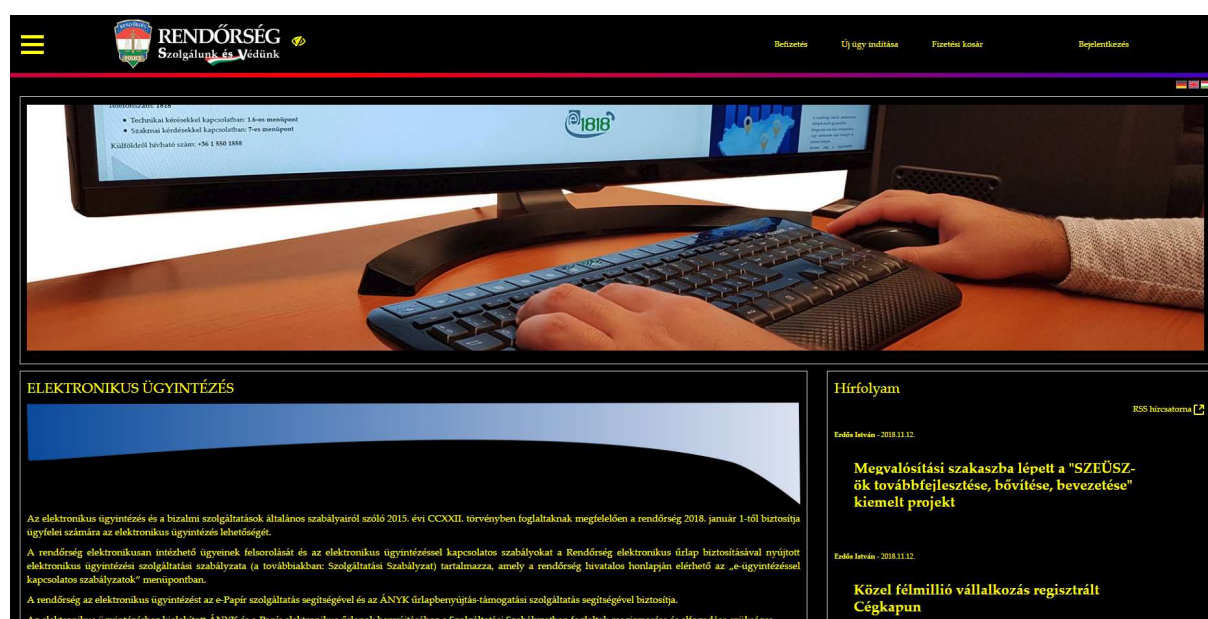 RENDŐRSÉG
Szolgálunk és Védünk
POLICE
Befizetés
Új ügy indítása
Fizetési kosár
Bejelentkezés
Telefonszám: 1818
• Technikai kérésekkel kapcsolatban: 1.6-os menüpont
• Szakmai kérdésekkel kapcsolatban: 7-es menüpont
Külföldről hívható szám: +36 1 550 1858
1818
ELEKTRONIKUS ÜGYINTÉZÉS
Az elektronikus ügyintézés és a bizalmi szolgáltatások általános szabályairól szóló 2015. évi CCXXII. törvényben foglaltaknak megfelelően a rendőrség 2018. január 1-től biztosítja
ügyfelei számára az elektronikus ügyintézés lehetőségét.
A rendőrség elektronikusan intézhető ügyeinek felsorolását és az elektronikus ügyintézéssel kapcsolatos szabályokat a Rendőrség elektronikus űrlap biztosításával nyújtott
elektronikus ügyintézési szolgáltatási szabályzata (a továbbiakban: Szolgáltatási Szabályzat) tartalmazza, amely a rendőrség hivatalos honlapján elérhető az „e-ügyintézéssel
kapcsolatos szabályzatok" menüpontban.
A rendőrség az elektronikus ügyintézést az e-Papír szolgáltatás segítségével és az ÁNYK űrlapbenyújtás-támogatási szolgáltatás segítségével biztosítja.
Hírfolyam
RSS hírcsatorna
Erdős István - 2018.11.12.
Megvalósítási szakaszba lépett a "SZEÜSZ-
ök továbbfejlesztése, bővítése, bevezetése"
kiemelt projekt
Erdős István - 2018.11.12.
Közel félmillió vállalkozás regisztrált
Cégkapun